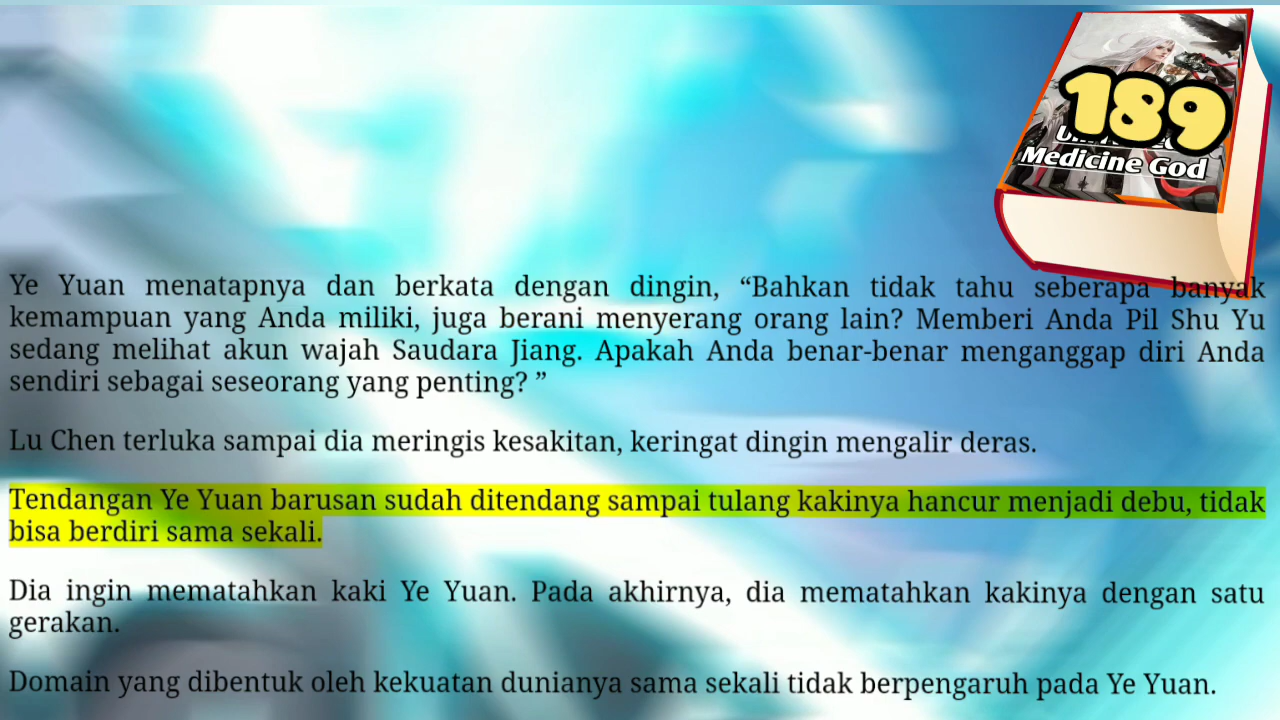 189
Medicine God
Ye Yuan menatapnya dan berkata dengan dingin, “Bahkan tidak tahu seberapa banyak
kemampuan yang Anda miliki, juga berani menyerang orang lain? Memberi Anda Pil Shu Yu
sedang melihat akun wajah Saudara Jiang. Apakah Anda benar-benar menganggap diri Anda
sendiri sebagai seseorang yang penting? ”
Lu Chen terluka sampai dia meringis kesakitan, keringat dingin mengalir deras.
Tendangan Ye Yuan barusan sudah ditendang sampai tulang kakinya hancur menjadi debu, tidak
bisa berdiri sama sekali.
Dia ingin mematahkan kaki Ye Yuan. Pada akhirnya, dia mematahkan kakinya dengan satu
gerakan.
Domain yang dibentuk oleh kekuatan dunianya sama sekali tidak berpengaruh pada Ye Yuan.